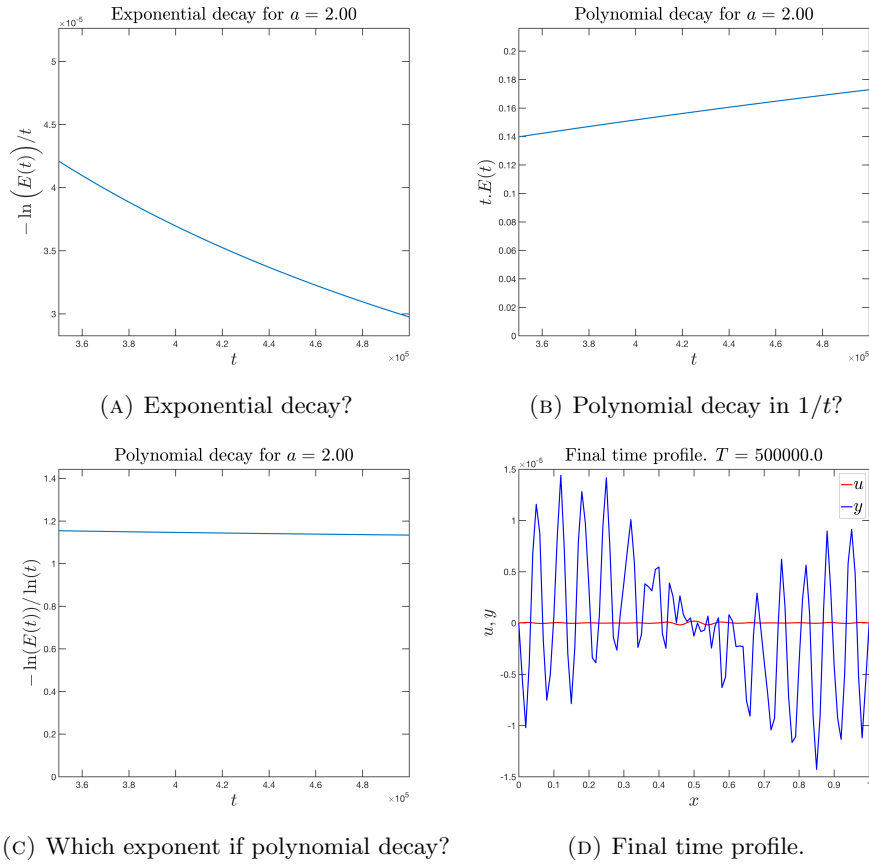 Exponential decay for a = 2.00
×10⁻⁵
5
4
3.5
3
− ln (E(t))/t
3.6 3.8 4 4.2 4.4 4.6 4.8
t
×10⁵
(A) Exponential decay?
Polynomial decay for a = 2.00
0.2
0.18
0.16
0.14
0.12
0.1
0.08
0.06
0.04
0.02
0
t.E(t)
3.6 3.8 4 4.2 4.4 4.6 4.8
t
×10⁵
(B) Polynomial decay in 1/t?
Polynomial decay for a = 2.00
1.4
1.2
1
0.8
0.6
0.4
0.2
0
− ln(E(t))/ ln(t)
3.6 3.8 4 4.2 4.4 4.6 4.8
t
×10⁵
(C) Which exponent if polynomial decay?
Final time profile. T = 500000.0
×10⁻⁵
1.5
1
0.5
0
-0.5
-1
-1.5
u, y
u
y
0 0.1 0.2 0.3 0.4 0.5 0.6 0.7 0.8 0.9
x
(D) Final time profile.